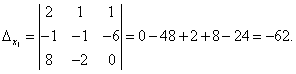 Δx₁ = | 2 1 1 |
| −1 −1 −6 | = 0 − 48 + 2 + 8 − 24 = −62.
| 8 −2 0 |